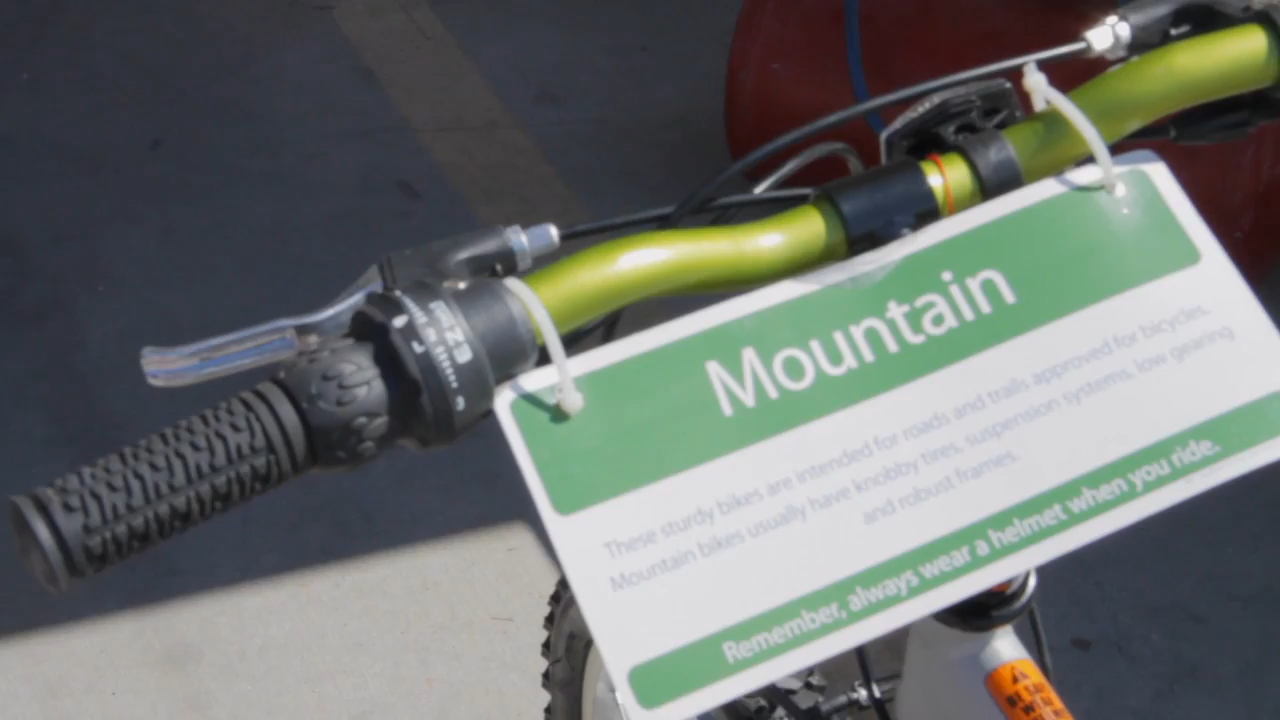 Mountain
These sturdy bikes are intended for roads and trails approved for bicycles.
Mountain bikes usually have knobby tires, suspension systems, low gearing
and robust frames.
Remember, always wear a helmet when you ride.
EZ